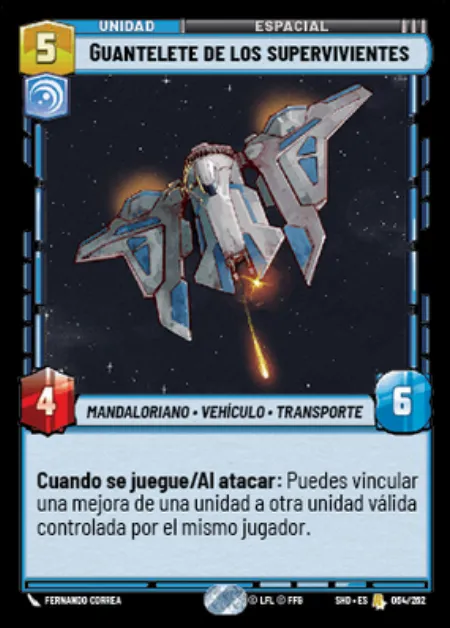 UNIDAD ESPACIAL
5 GUANTELETE DE LOS SUPERVIVIENTES
4 MANDALORIANO • VEHÍCULO • TRANSPORTE 6
Cuando se juegue/Al atacar: Puedes vincular
una mejora de una unidad a otra unidad válida
controlada por el mismo jugador.
FERNANDO CORREA © LFL © FFG SHD • ES 064/262